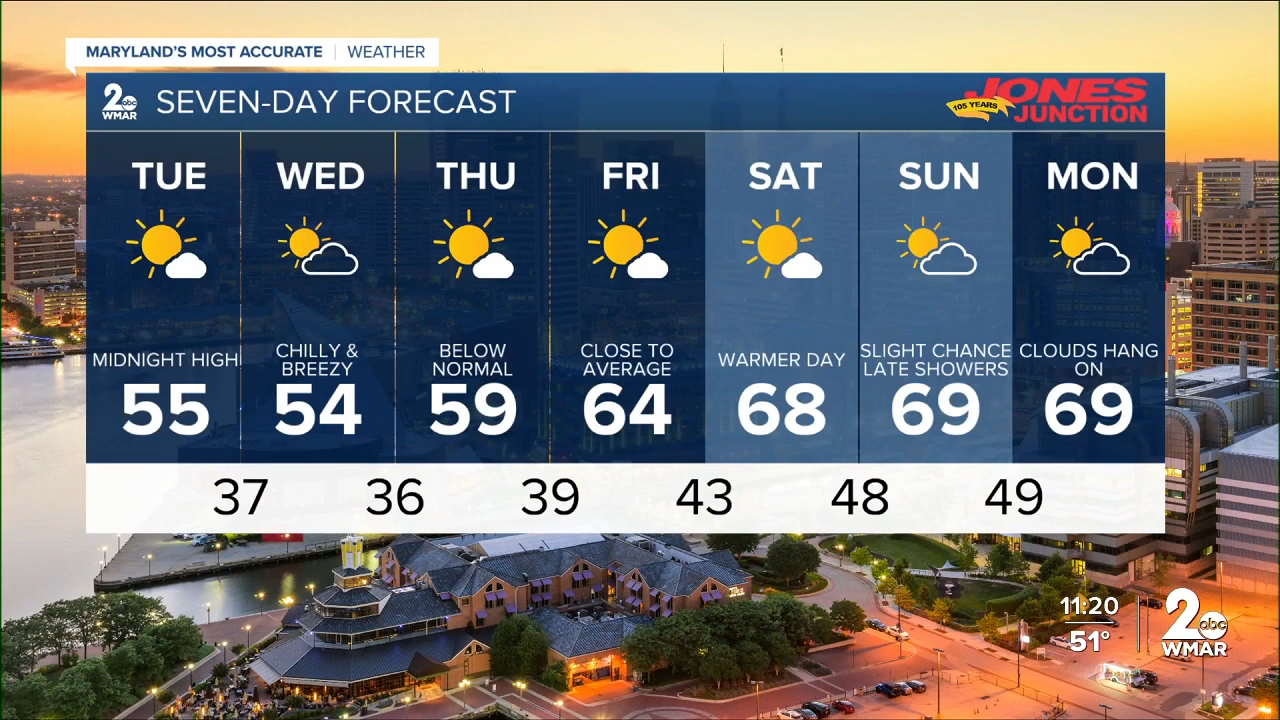 MARYLAND'S MOST ACCURATE | WEATHER
2 abc
WMAR
SEVEN-DAY FORECAST
105 YEARS
JONES
JUNCTION
TUE WED THU FRI SAT SUN MON
MIDNIGHT HIGH
CHILLY &
BREEZY
BELOW
NORMAL
CLOSE TO
AVERAGE
WARMER DAY
SLIGHT CHANCE
LATE SHOWERS
CLOUDS HANG
ON
55 54 59 64 68 69 69
37 36 39 43 48 49
11:20
51°
2 abc
WMAR